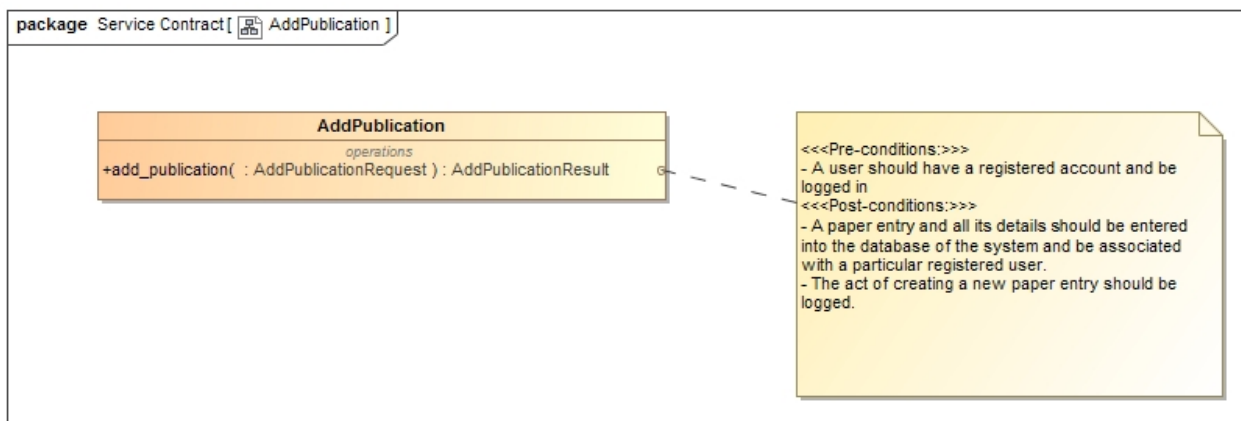 package Service Contract[ AddPublication ]
AddPublication
operations
+add_publication( : AddPublicationRequest ) : AddPublicationResult
<<<Pre-conditions:>>>
- A user should have a registered account and be
logged in
<<<Post-conditions:>>>
- A paper entry and all its details should be entered
into the database of the system and be associated
with a particular registered user.
- The act of creating a new paper entry should be
logged.